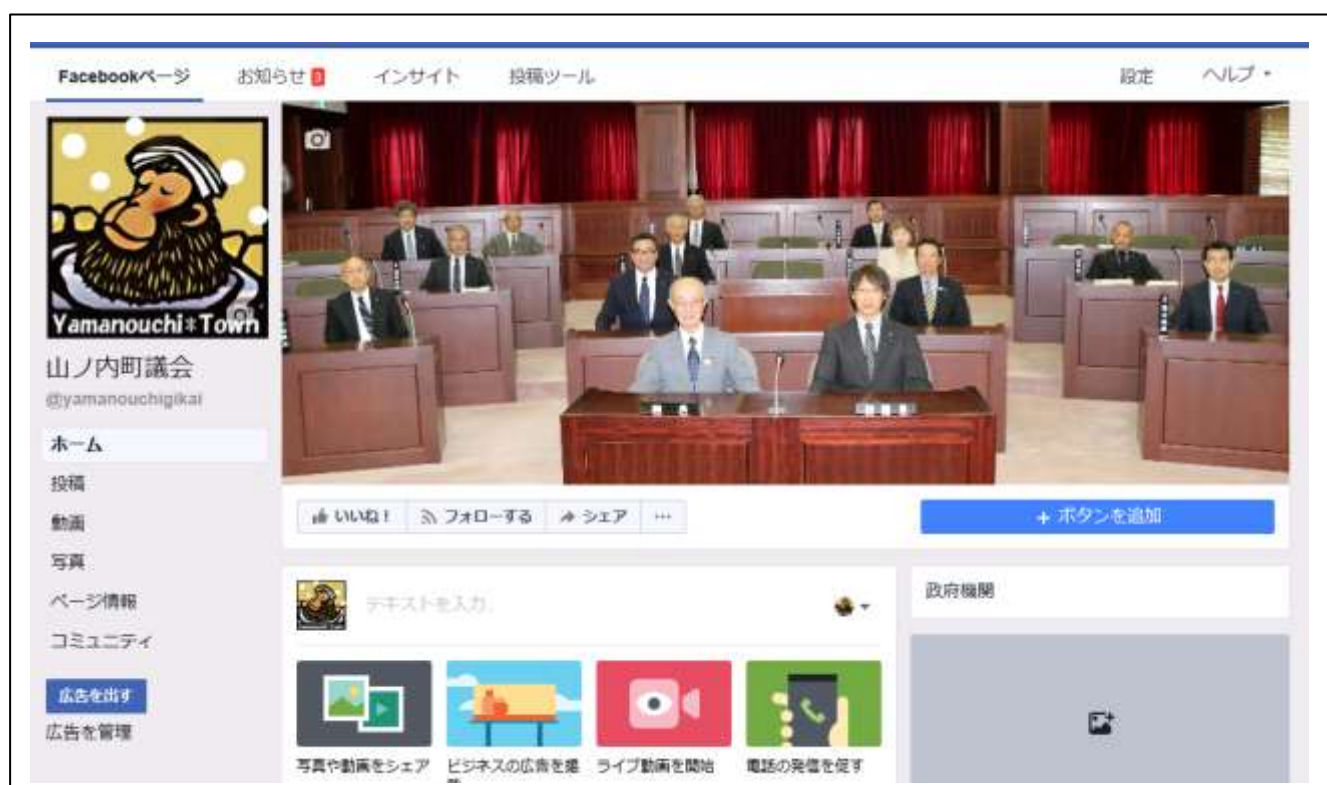 Facebookページ
お知らせ 3
インサイト
投稿ツール
設定
ヘルプ
Yamanouchi*Town
山ノ内町議会
@yamanouchigikai
ホーム
投稿
動画
写真
ページ情報
コミュニティ
広告を出す
広告を管理
いいね!
フォローする
シェア
…
+ ボタンを追加
テキストを入力...
政府機関
写真や動画をシェア
ビジネスの広告を掲
ライブ動画を開始
電話の発信を促す